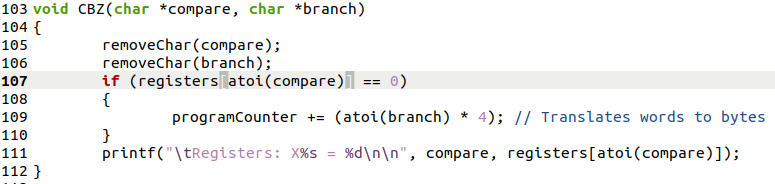 103 void CBZ(char *compare, char *branch)
104 {
105         removeChar(compare);
106         removeChar(branch);
107         if (registers[atoi(compare)] == 0)
108         {
109                 programCounter += (atoi(branch) * 4); // Translates words to bytes
110         }
111         printf("\tRegisters: X%s = %d\n\n", compare, registers[atoi(compare)]);
112 }